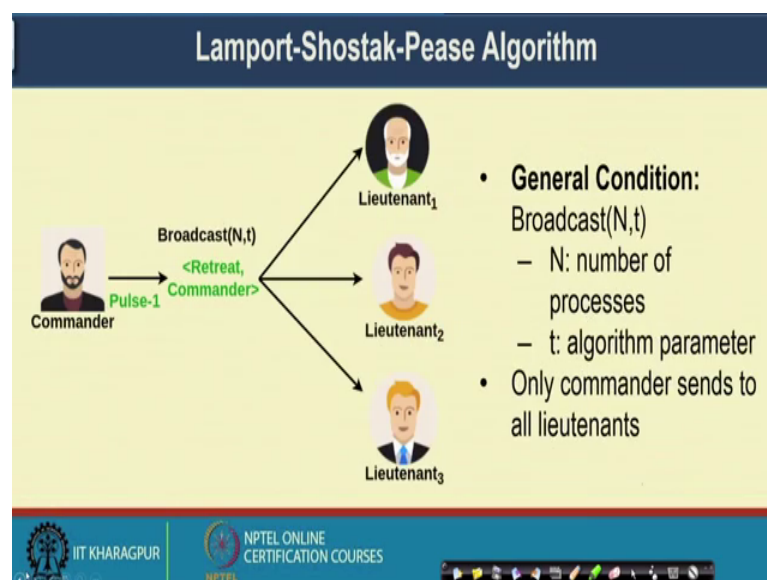 Lamport-Shostak-Pease Algorithm
Lieutenant1
Broadcast(N,t)
<Retreat,
Commander>
Pulse-1
Commander
Lieutenant2
Lieutenant3
• General Condition:
Broadcast(N,t)
– N: number of
processes
– t: algorithm parameter
• Only commander sends to
all lieutenants
IIT KHARAGPUR
NPTEL ONLINE
CERTIFICATION COURSES
NPTEL